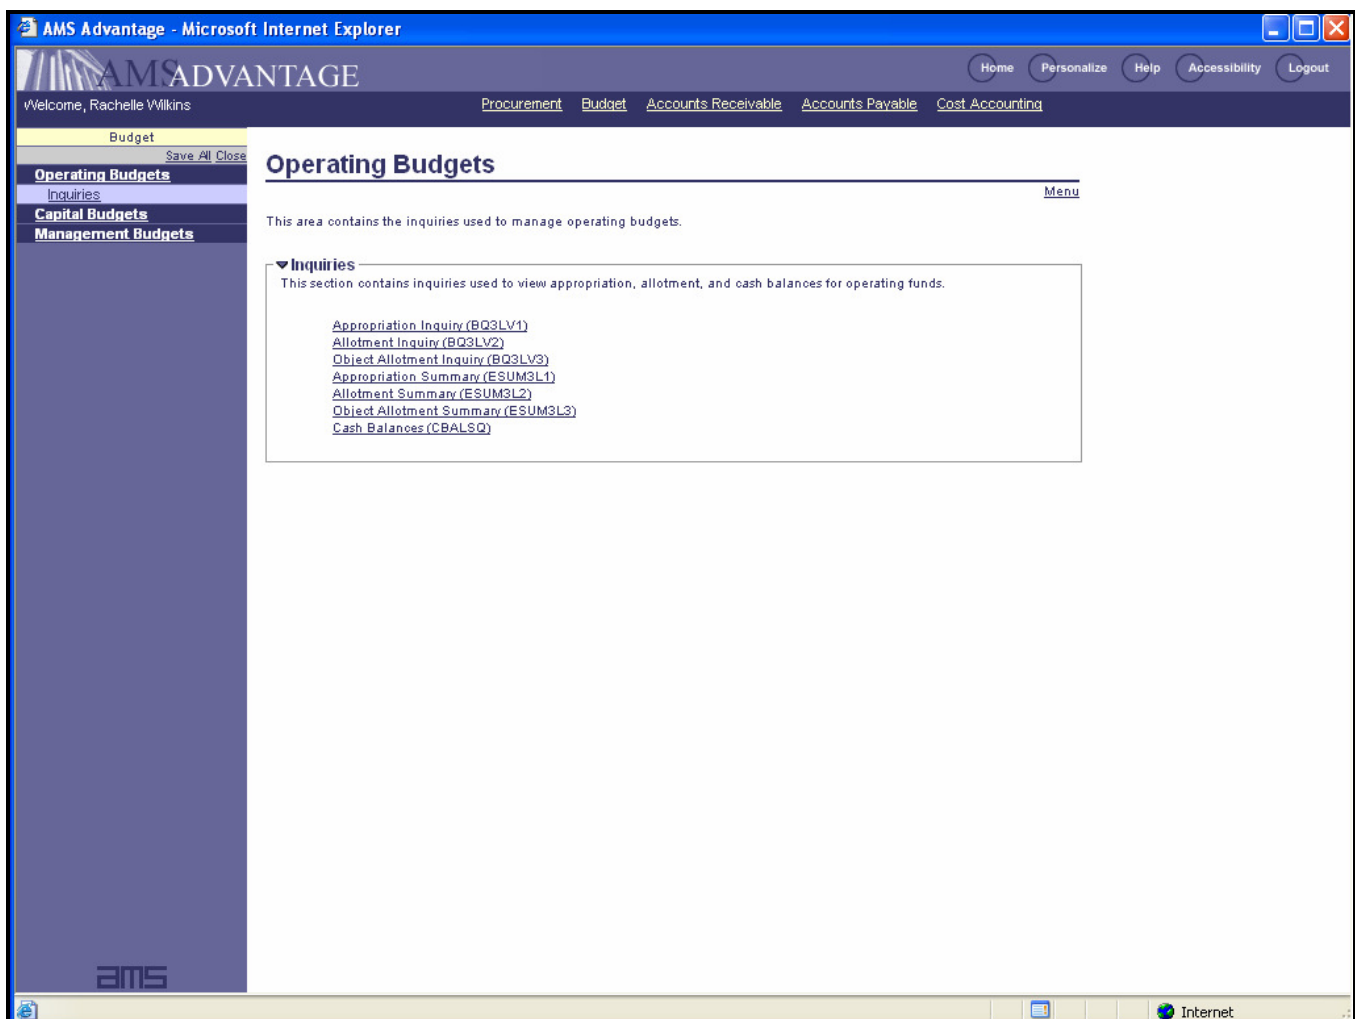 AMS Advantage - Microsoft Internet Explorer
AMSADVANTAGE
Home Personalize Help Accessibility Logout
Welcome, Rachelle Wilkins
Procurement Budget Accounts Receivable Accounts Payable Cost Accounting
Budget
Save All Close
Operating Budgets
Inquiries
Capital Budgets
Management Budgets
Operating Budgets
Menu
This area contains the inquiries used to manage operating budgets.
Inquiries
This section contains inquiries used to view appropriation, allotment, and cash balances for operating funds.
Appropriation Inquiry (BQ3LV1)
Allotment Inquiry (BQ3LV2)
Object Allotment Inquiry (BQ3LV3)
Appropriation Summary (ESUM3L1)
Allotment Summary (ESUM3L2)
Object Allotment Summary (ESUM3L3)
Cash Balances (CBALSQ)
ams
Internet